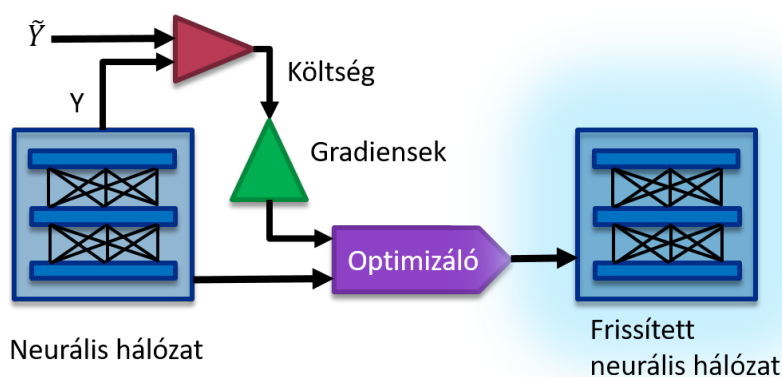 Ỹ
Költség
Y
Gradiensek
Optimizáló
Neurális hálózat
Frissített
neurális hálózat